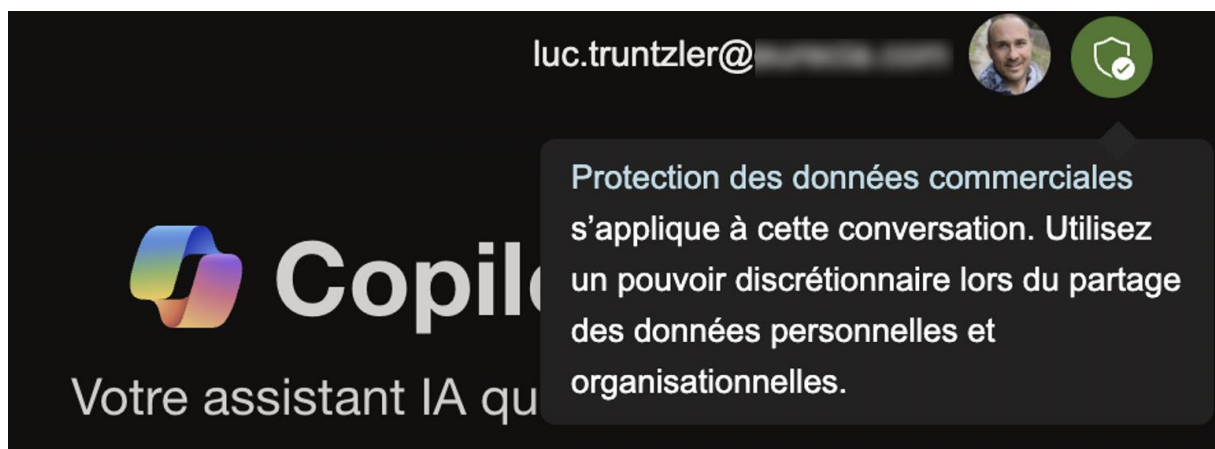 luc.truntzler@
Protection des données commerciales
s’applique à cette conversation. Utilisez
un pouvoir discrétionnaire lors du partage
des données personnelles et
organisationnelles.
Copil
Votre assistant IA qu